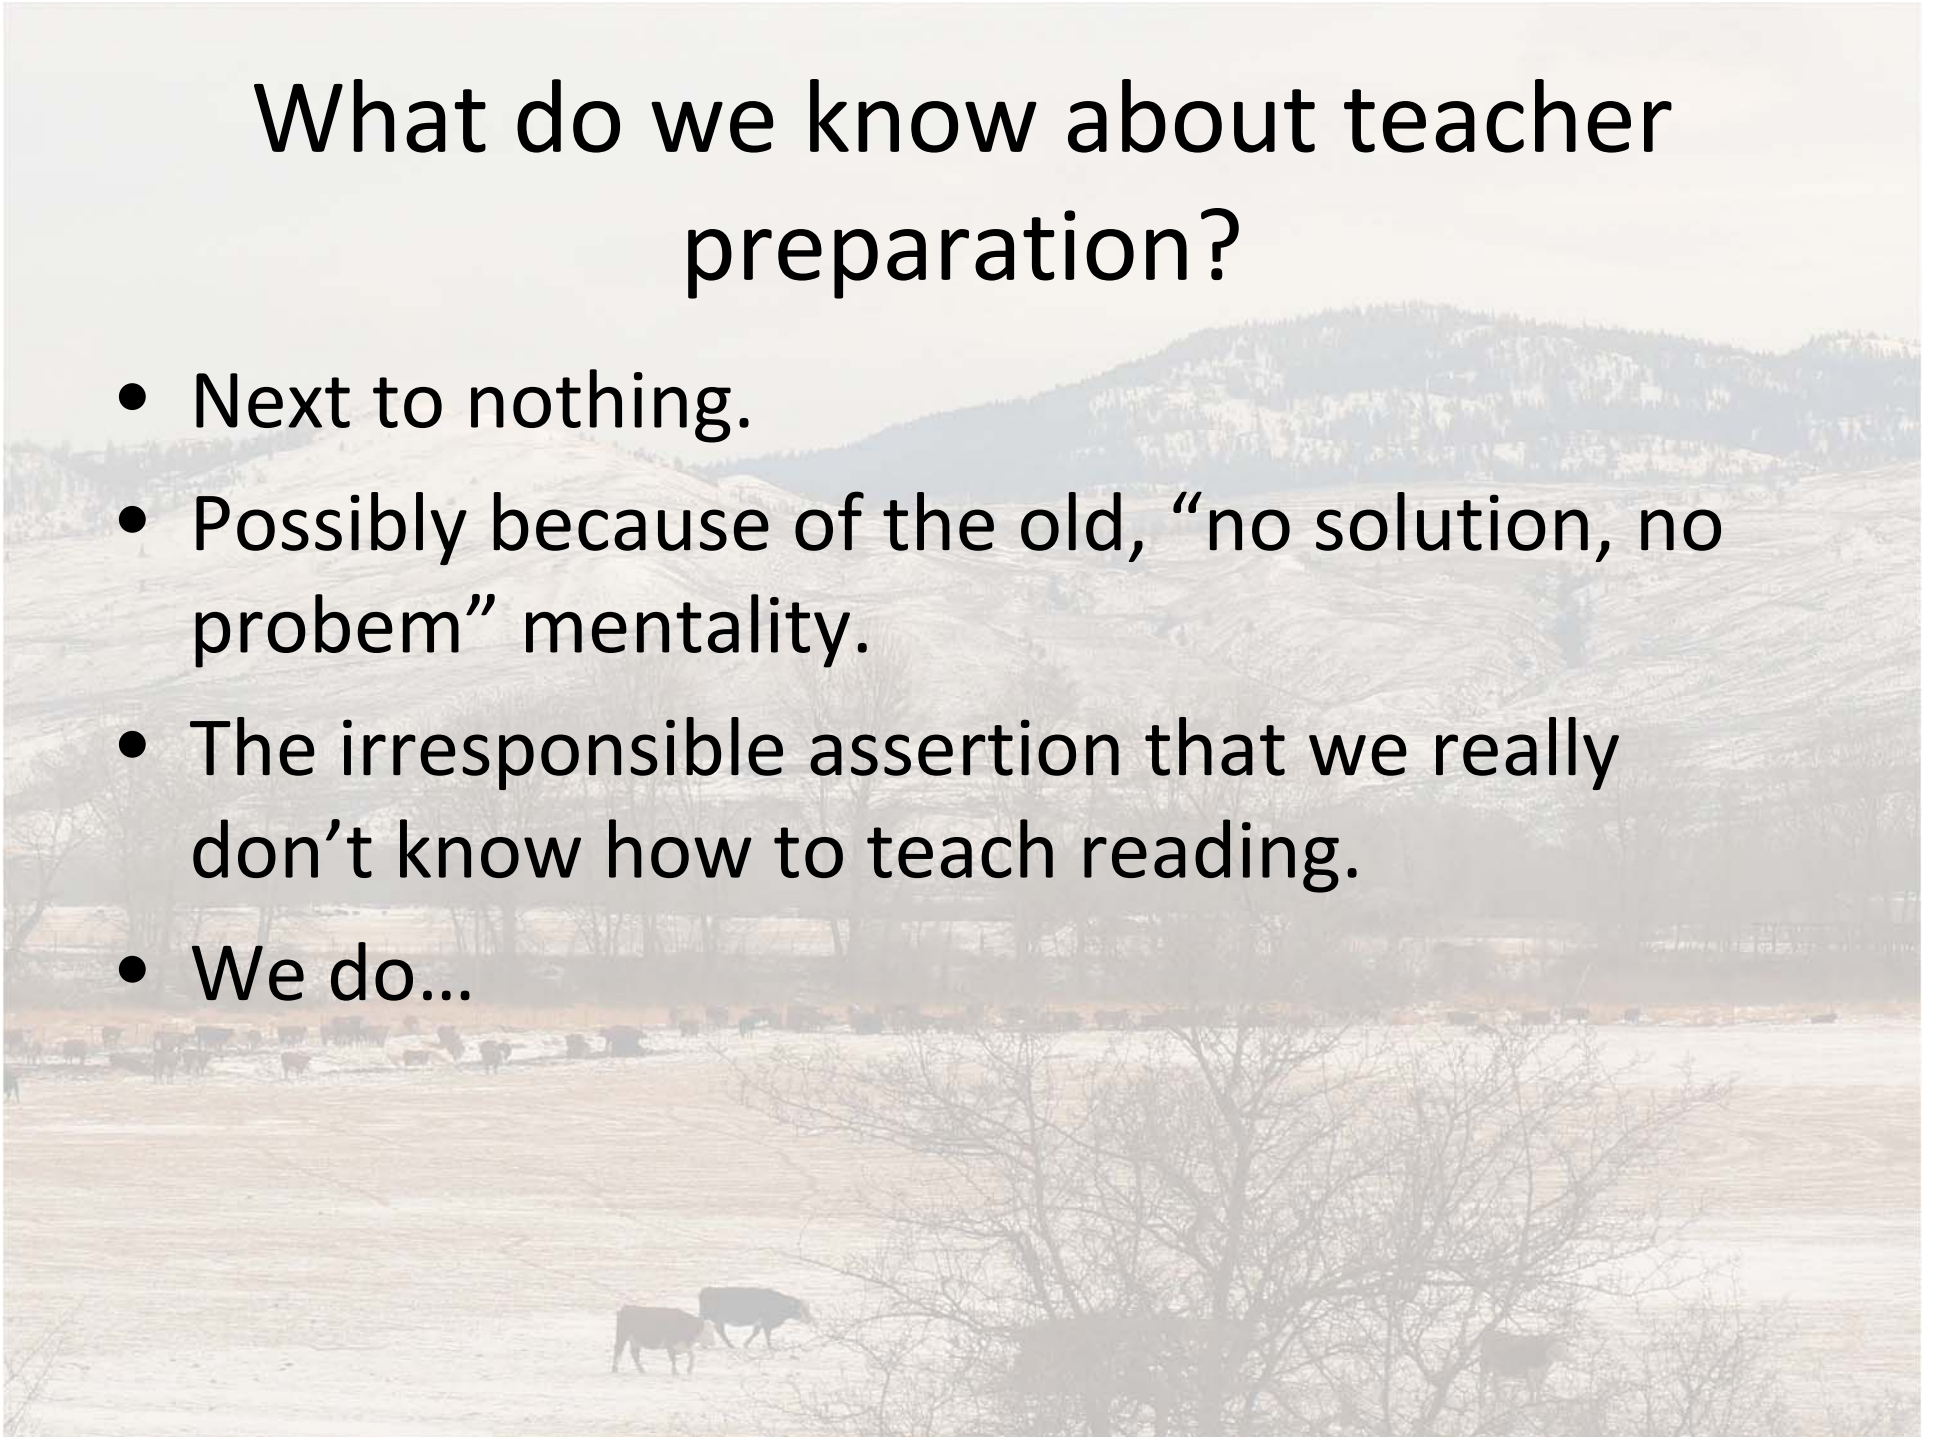 What do we know about teacher
preparation?
• Next to nothing.
• Possibly because of the old, “no solution, no
probem” mentality.
• The irresponsible assertion that we really
don’t know how to teach reading.
• We do…